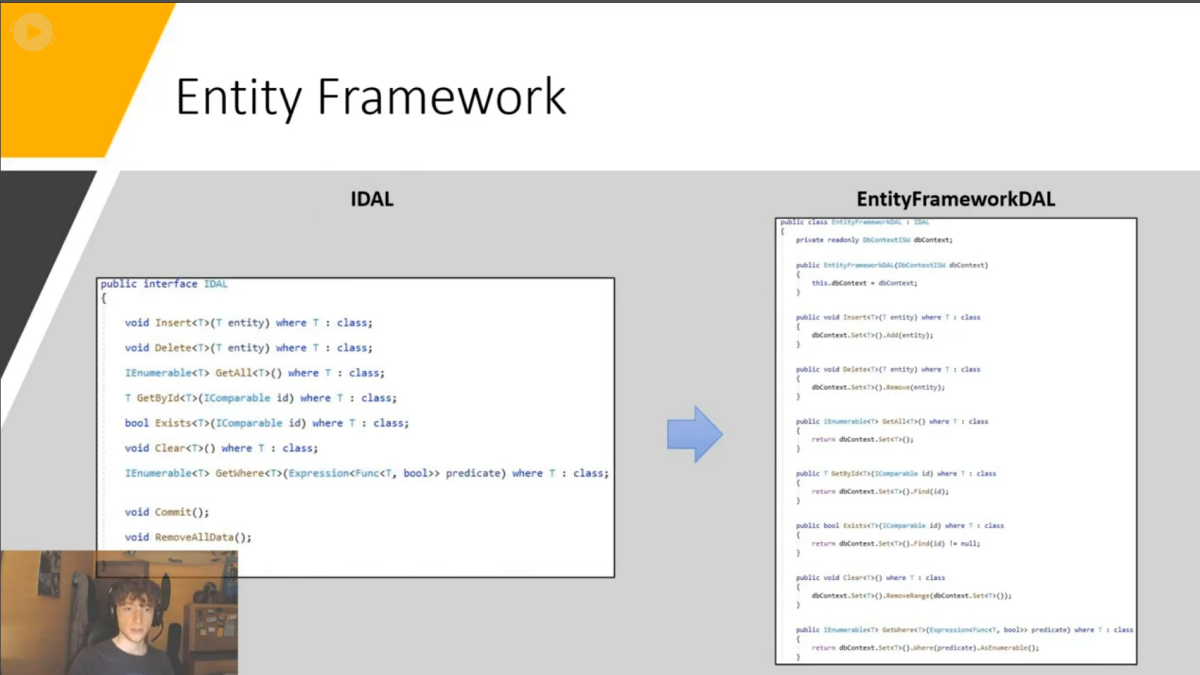 Entity Framework
IDAL
public interface IDAL
{
void Insert<T>(T entity) where T : class;
void Delete<T>(T entity) where T : class;
IEnumerable<T> GetAll<T>() where T : class;
T GetById<T>(IComparable id) where T : class;
bool Exists<T>(IComparable id) where T : class;
void Clear<T>() where T : class;
IEnumerable<T> GetWhere<T>(Expression<Func<T, bool>> predicate) where T : class;
void Commit();
void RemoveAllData();
}
EntityFrameworkDAL
public class EntityFrameworkDAL : IDAL
{
private readonly DbContextISW dbContext;
public EntityFrameworkDAL(DbContextISW dbContext)
{
this.dbContext = dbContext;
}
public void Insert<T>(T entity) where T : class
{
dbContext.Set<T>().Add(entity);
}
public void Delete<T>(T entity) where T : class
{
dbContext.Set<T>().Remove(entity);
}
public IEnumerable<T> GetAll<T>() where T : class
{
return dbContext.Set<T>();
}
public T GetById<T>(IComparable id) where T : class
{
return dbContext.Set<T>().Find(id);
}
public bool Exists<T>(IComparable id) where T : class
{
return dbContext.Set<T>().Find(id) != null;
}
public void Clear<T>() where T : class
{
dbContext.Set<T>().RemoveRange(dbContext.Set<T>());
}
public IEnumerable<T> GetWhere<T>(Expression<Func<T, bool>> predicate) where T : class
{
return dbContext.Set<T>().Where(predicate).AsEnumerable();
}